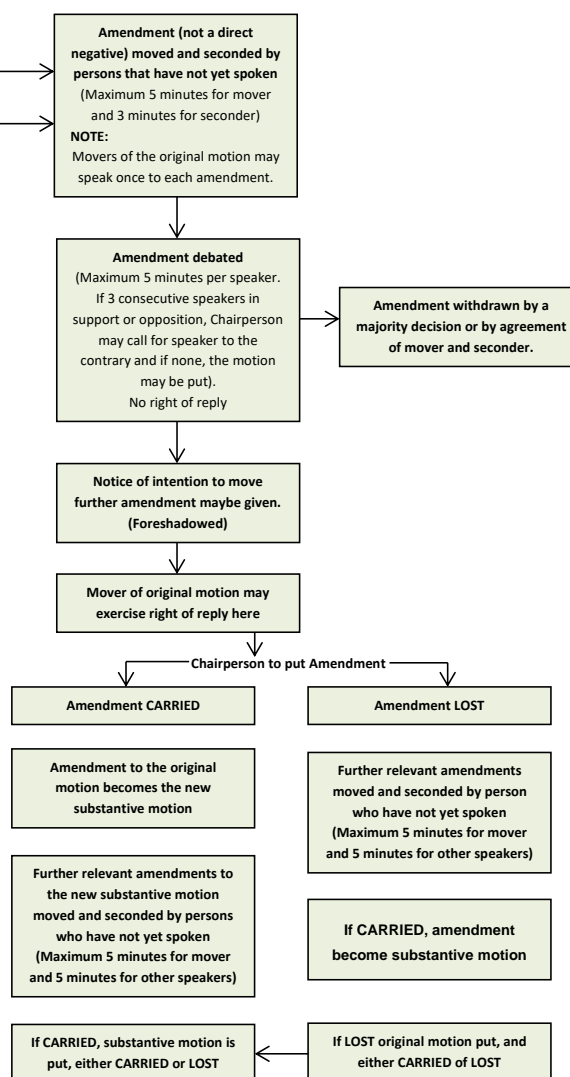 Amendment (not a direct
negative) moved and seconded by
persons that have not yet spoken
(Maximum 5 minutes for mover
and 3 minutes for seconder)
NOTE:
Movers of the original motion may
speak once to each amendment.
Amendment debated
(Maximum 5 minutes per speaker.
If 3 consecutive speakers in
support or opposition, Chairperson
may call for speaker to the
contrary and if none, the motion
may be put).
No right of reply
Amendment withdrawn by a
majority decision or by agreement
of mover and seconder.
Notice of intention to move
further amendment maybe given.
(Foreshadowed)
Mover of original motion may
exercise right of reply here
Chairperson to put Amendment
Amendment CARRIED
Amendment to the original
motion becomes the new
substantive motion
Further relevant amendments to
the new substantive motion
moved and seconded by persons
who have not yet spoken
(Maximum 5 minutes for mover
and 5 minutes for other speakers)
If CARRIED, substantive motion is
put, either CARRIED or LOST
Amendment LOST
Further relevant amendments
moved and seconded by person
who have not yet spoken
(Maximum 5 minutes for mover
and 5 minutes for other speakers)
If CARRIED, amendment
become substantive motion
If LOST original motion put, and
either CARRIED of LOST